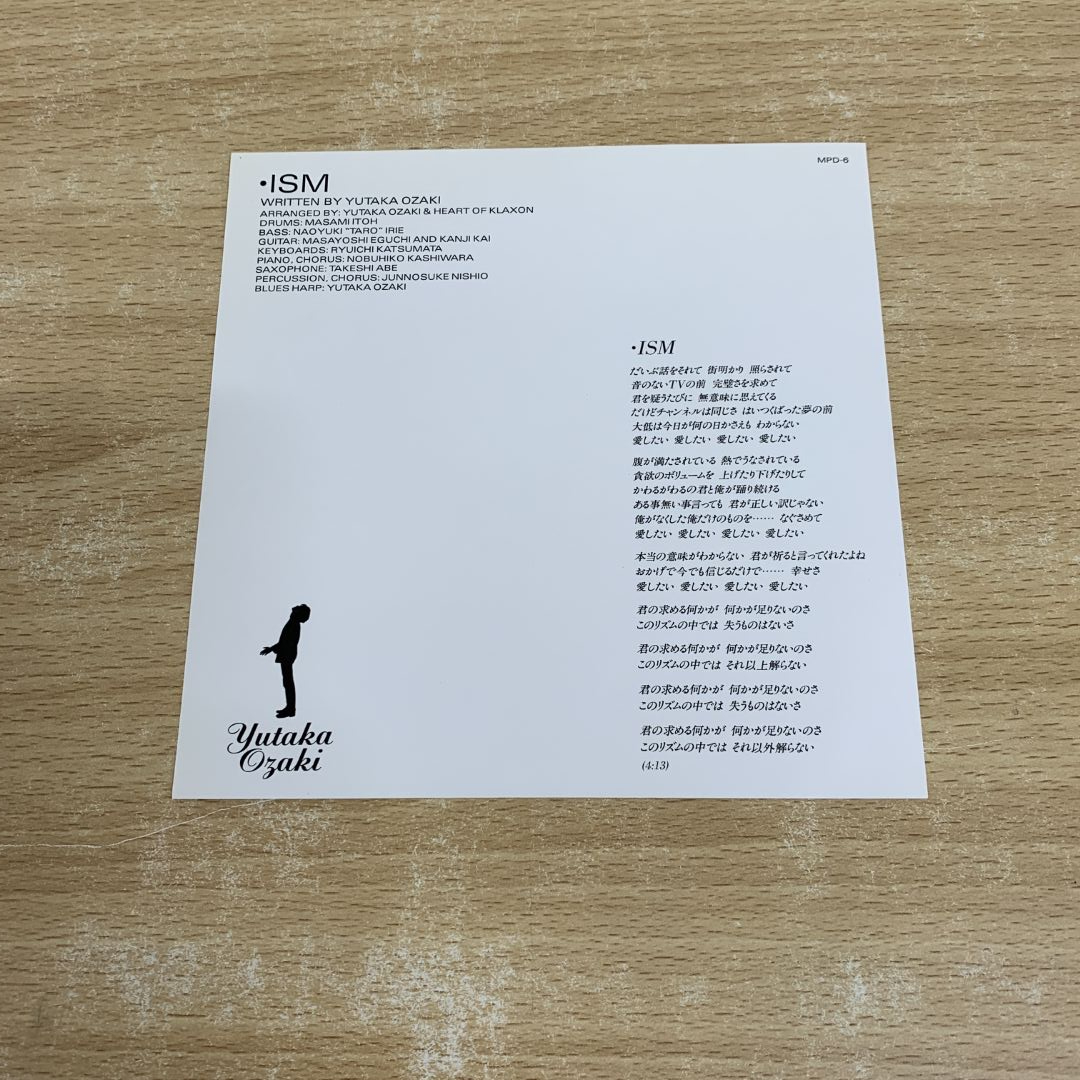 MPD-6
•ISM
WRITTEN BY YUTAKA OZAKI
ARRANGED BY: YUTAKA OZAKI & HEART OF KLAXON
DRUMS: MASAMI ITOH
BASS: NAOYUKI "TARO" IRIE
GUITAR: MASAYOSHI EGUCHI AND KANJI KAI
KEYBOARDS: RYUICHI KATSUMATA
PIANO, CHORUS: NOBUHIKO KASHIWARA
SAXOPHONE: TAKESHI ABE
PERCUSSION, CHORUS: JUNNOSUKE NISHIO
BLUES HARP: YUTAKA OZAKI
•ISM
だいぶ話をそれて 街明かり 照らされて
音のないTVの前 完璧さを求めて
君を疑うたびに 無意味に思えてくる
だけどチャンネルは同じさ はいつくばった夢の前
大低は今日が何の日かさえも わからない
愛したい 愛したい 愛したい 愛したい
腹が満たされている 熱でうなされている
貪欲のボリュームを 上げたり下げたりして
かわるがわるの君と俺が踊り続ける
ある事無い事言っても 君が正しい訳じゃない
俺がなくした俺だけのものを…… なぐさめて
愛したい 愛したい 愛したい 愛したい
本当の意味がわからない 君が祈ると言ってくれたよね
おかげで今でも信じるだけで…… 幸せさ
愛したい 愛したい 愛したい 愛したい
君の求める何かが 何かが足りないのさ
このリズムの中では 失うものはないさ
君の求める何かが 何かが足りないのさ
このリズムの中では それ以上解らない
君の求める何かが 何かが足りないのさ
このリズムの中では 失うものはないさ
君の求める何かが 何かが足りないのさ
このリズムの中では それ以外解らない
(4:13)
Yutaka
Ozaki